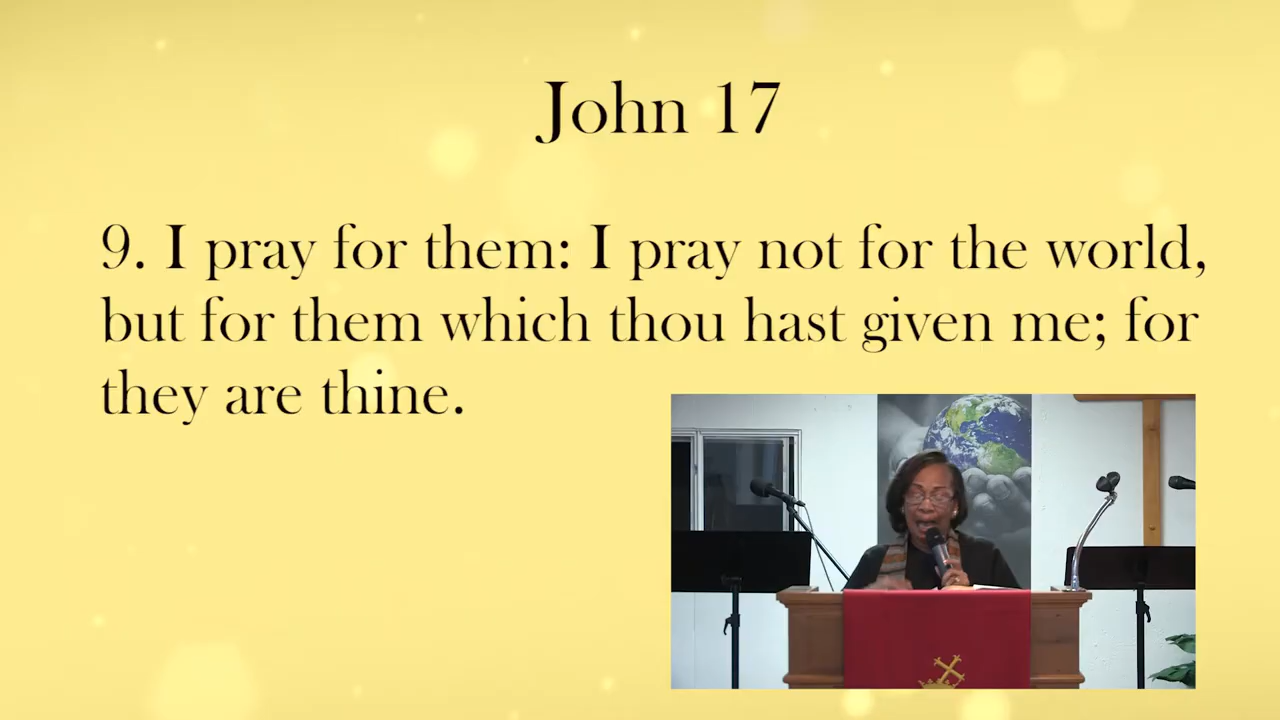 John 17
9. I pray for them: I pray not for the world,
but for them which thou hast given me; for
they are thine.